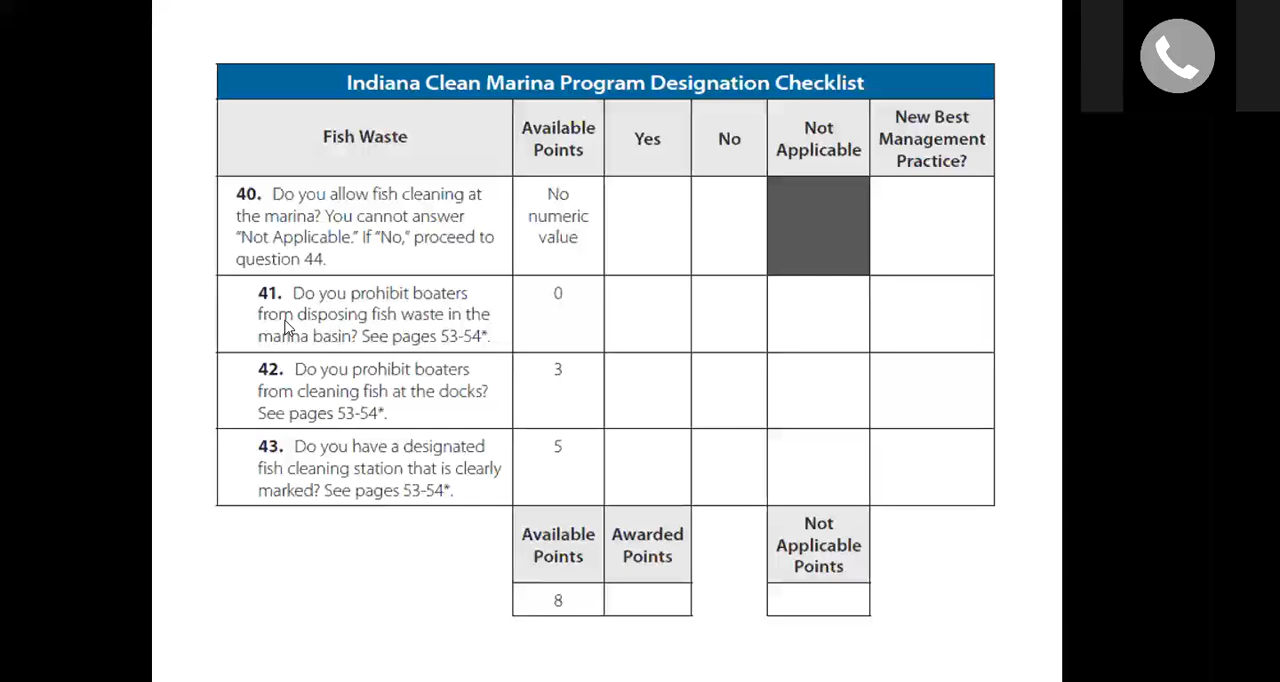 Indiana Clean Marina Program Designation Checklist
Fish Waste
Available
Points
Yes
No
Not
Applicable
New Best
Management
Practice?
40. Do you allow fish cleaning at
the marina? You cannot answer
“Not Applicable.” If “No,” proceed to
question 44.
No
numeric
value
41. Do you prohibit boaters
from disposing fish waste in the
marina basin? See pages 53-54*.
0
42. Do you prohibit boaters
from cleaning fish at the docks?
See pages 53-54*.
3
43. Do you have a designated
fish cleaning station that is clearly
marked? See pages 53-54*.
5
Available
Points
Awarded
Points
Not
Applicable
Points
8